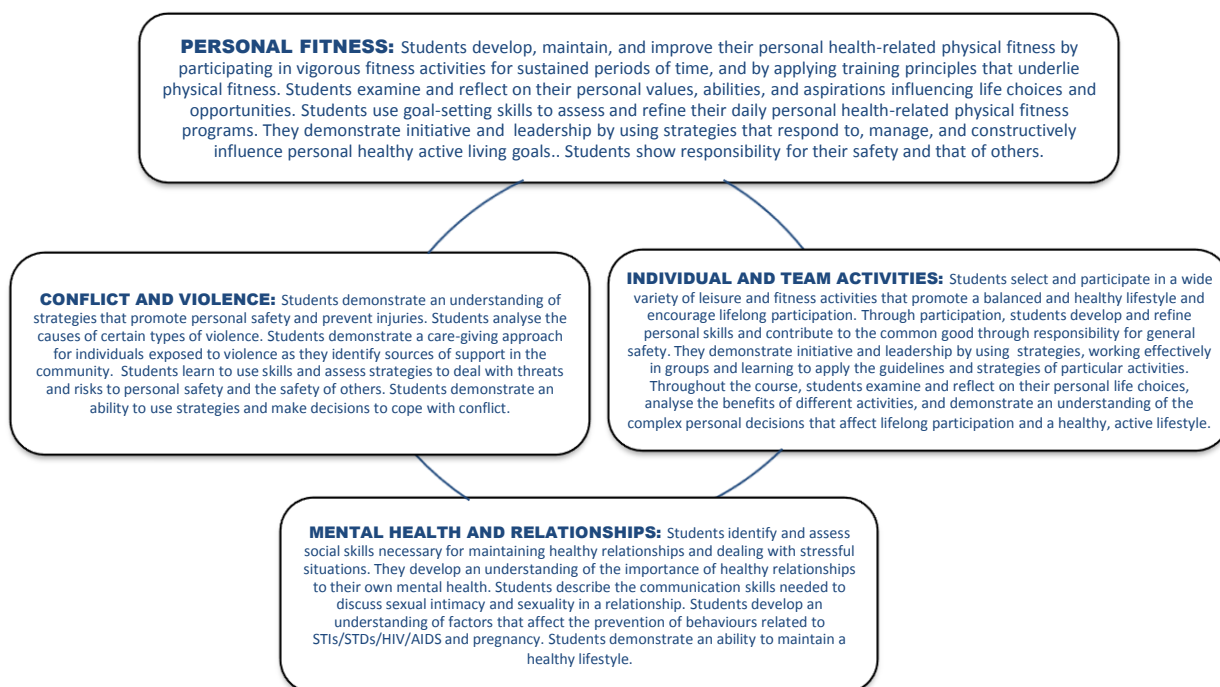 PERSONAL FITNESS: Students develop, maintain, and improve their personal health-related physical fitness by
participating in vigorous fitness activities for sustained periods of time, and by applying training principles that underlie
physical fitness. Students examine and reflect on their personal values, abilities, and aspirations influencing life choices and
opportunities. Students use goal-setting skills to assess and refine their daily personal health-related physical fitness
programs. They demonstrate initiative and leadership by using strategies that respond to, manage, and constructively
influence personal healthy active living goals.. Students show responsibility for their safety and that of others.
CONFLICT AND VIOLENCE: Students demonstrate an understanding of
strategies that promote personal safety and prevent injuries. Students analyse the
causes of certain types of violence. Students demonstrate a care-giving approach
for individuals exposed to violence as they identify sources of support in the
community. Students learn to use skills and assess strategies to deal with threats
and risks to personal safety and the safety of others. Students demonstrate an
ability to use strategies and make decisions to cope with conflict.
INDIVIDUAL AND TEAM ACTIVITIES: Students select and participate in a wide
variety of leisure and fitness activities that promote a balanced and healthy lifestyle and
encourage lifelong participation. Through participation, students develop and refine
personal skills and contribute to the common good through responsibility for general
safety. They demonstrate initiative and leadership by using strategies, working effectively
in groups and learning to apply the guidelines and strategies of particular activities.
Throughout the course, students examine and reflect on their personal life choices,
analyse the benefits of different activities, and demonstrate an understanding of the
complex personal decisions that affect lifelong participation and a healthy, active lifestyle.
MENTAL HEALTH AND RELATIONSHIPS: Students identify and assess
social skills necessary for maintaining healthy relationships and dealing with stressful
situations. They develop an understanding of the importance of healthy relationships
to their own mental health. Students describe the communication skills needed to
discuss sexual intimacy and sexuality in a relationship. Students develop an
understanding of factors that affect the prevention of behaviours related to
STIs/STDs/HIV/AIDS and pregnancy. Students demonstrate an ability to maintain a
healthy lifestyle.